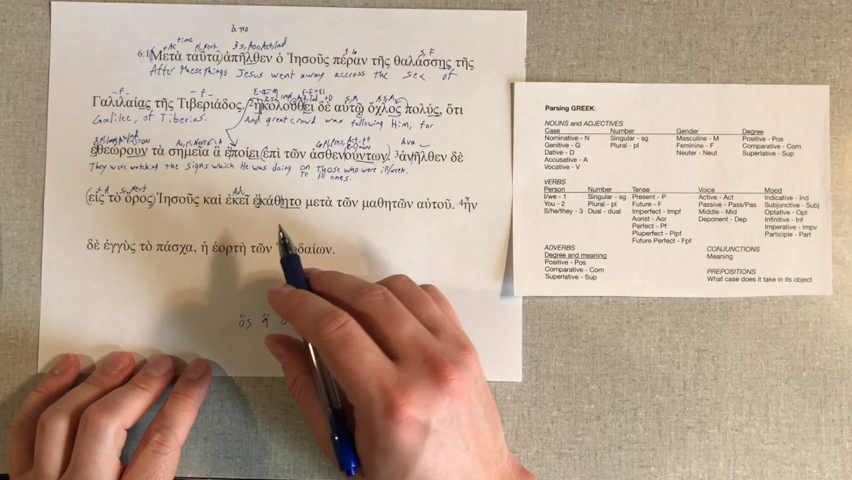 6:1 Μετὰ ταῦτα ἀπῆλθεν ὁ Ἰησοῦς πέραν τῆς θαλάσσης τῆς
After these things Jesus went away accross the sea of
Γαλιλαίας τῆς Τιβεριάδος. ²ἠκολούθει δὲ αὐτῷ ὄχλος πολύς, ὅτι
Galilee, of Tiberias. And great crowd was following Him, for
ἐθεώρουν τὰ σημεῖα ἃ ἐποίει ἐπὶ τῶν ἀσθενούντων. ³ἀνῆλθεν δὲ
They were watching the signs which He was doing on those who were ill/weak.
to ill ones.
(εἰς τὸ ὄρος) Ἰησοῦς καὶ ἐκεῖ ἐκάθητο μετὰ τῶν μαθητῶν αὐτοῦ. ⁴ἦν
δὲ ἐγγὺς τὸ πάσχα, ἡ ἑορτὴ τῶν
ὅς ἥ
Parsing GREEK:
NOUNS and ADJECTIVES
Case Number Gender Degree
Nominative - N Singular - sg Masculine - M Positive - Pos
Genitive - G Plural - pl Feminine - F Comparative - Com
Dative - D Neuter - Neut Superlative - Sup
Accusative - A
Vocative - V
VERBS
Person Number Tense Voice Mood
I/we - 1 Singular - sg Present - P Active - Act Indicative - Ind
You - 2 Plural - pl Future - F Passive - Pass/Pas Subjunctive - Subj
S/he/they - 3 Dual - dual Imperfect - Impf Middle - Mid Optative - Opt
Aorist - Aor Deponent - Dep Infinitive - Inf
Perfect - Pf Imperative - Impv
Pluperfect - Plpf Participle - Part
Future Perfect - Fpf
ADVERBS CONJUNCTIONS
Degree and meaning Meaning
Positive - Pos
Comparative - Com PREPOSITIONS
Superlative - Sup What case does it take in its object